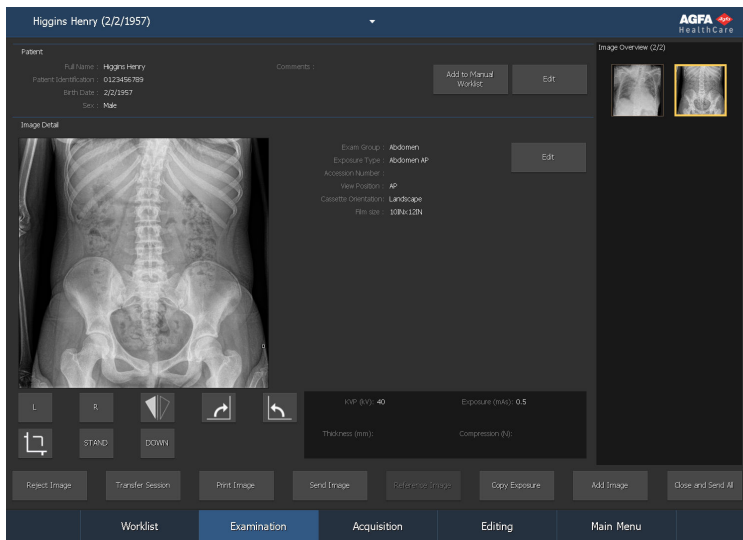 Higgins Henry (2/2/1957)
AGFA
HealthCare
Patient
Full Name : Higgins Henry
Comments :
Patient Identification : 0123456789
Birth Date : 2/2/1957
Sex : Male
Add to Manual
Worklist
Edit
Image Overview (2/2)
Image Detail
Exam Group : Abdomen
Exposure Type : Abdomen AP
Accession Number :
View Position : AP
Cassette Orientation: Landscape
Film size : 10INx12IN
Edit
L
R
STAND
DOWN
KVP (kV): 40
Exposure (mAs): 0.5
Thickness (mm):
Compression (N):
Reject Image
Transfer Session
Print Image
Send Image
Reference Image
Copy Exposure
Add Image
Close and Send All
Worklist
Examination
Acquisition
Editing
Main Menu